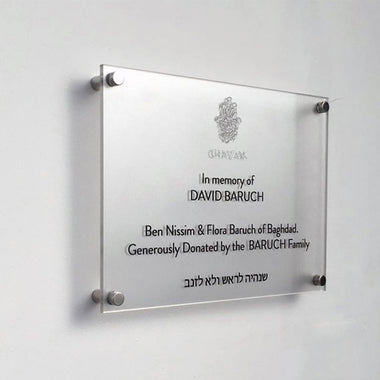 In memory of
DAVID BARUCH
Ben Nissim & Flora Baruch of Baghdad.
Generously Donated by the BARUCH Family
שנהיה לראש ולא לזנב